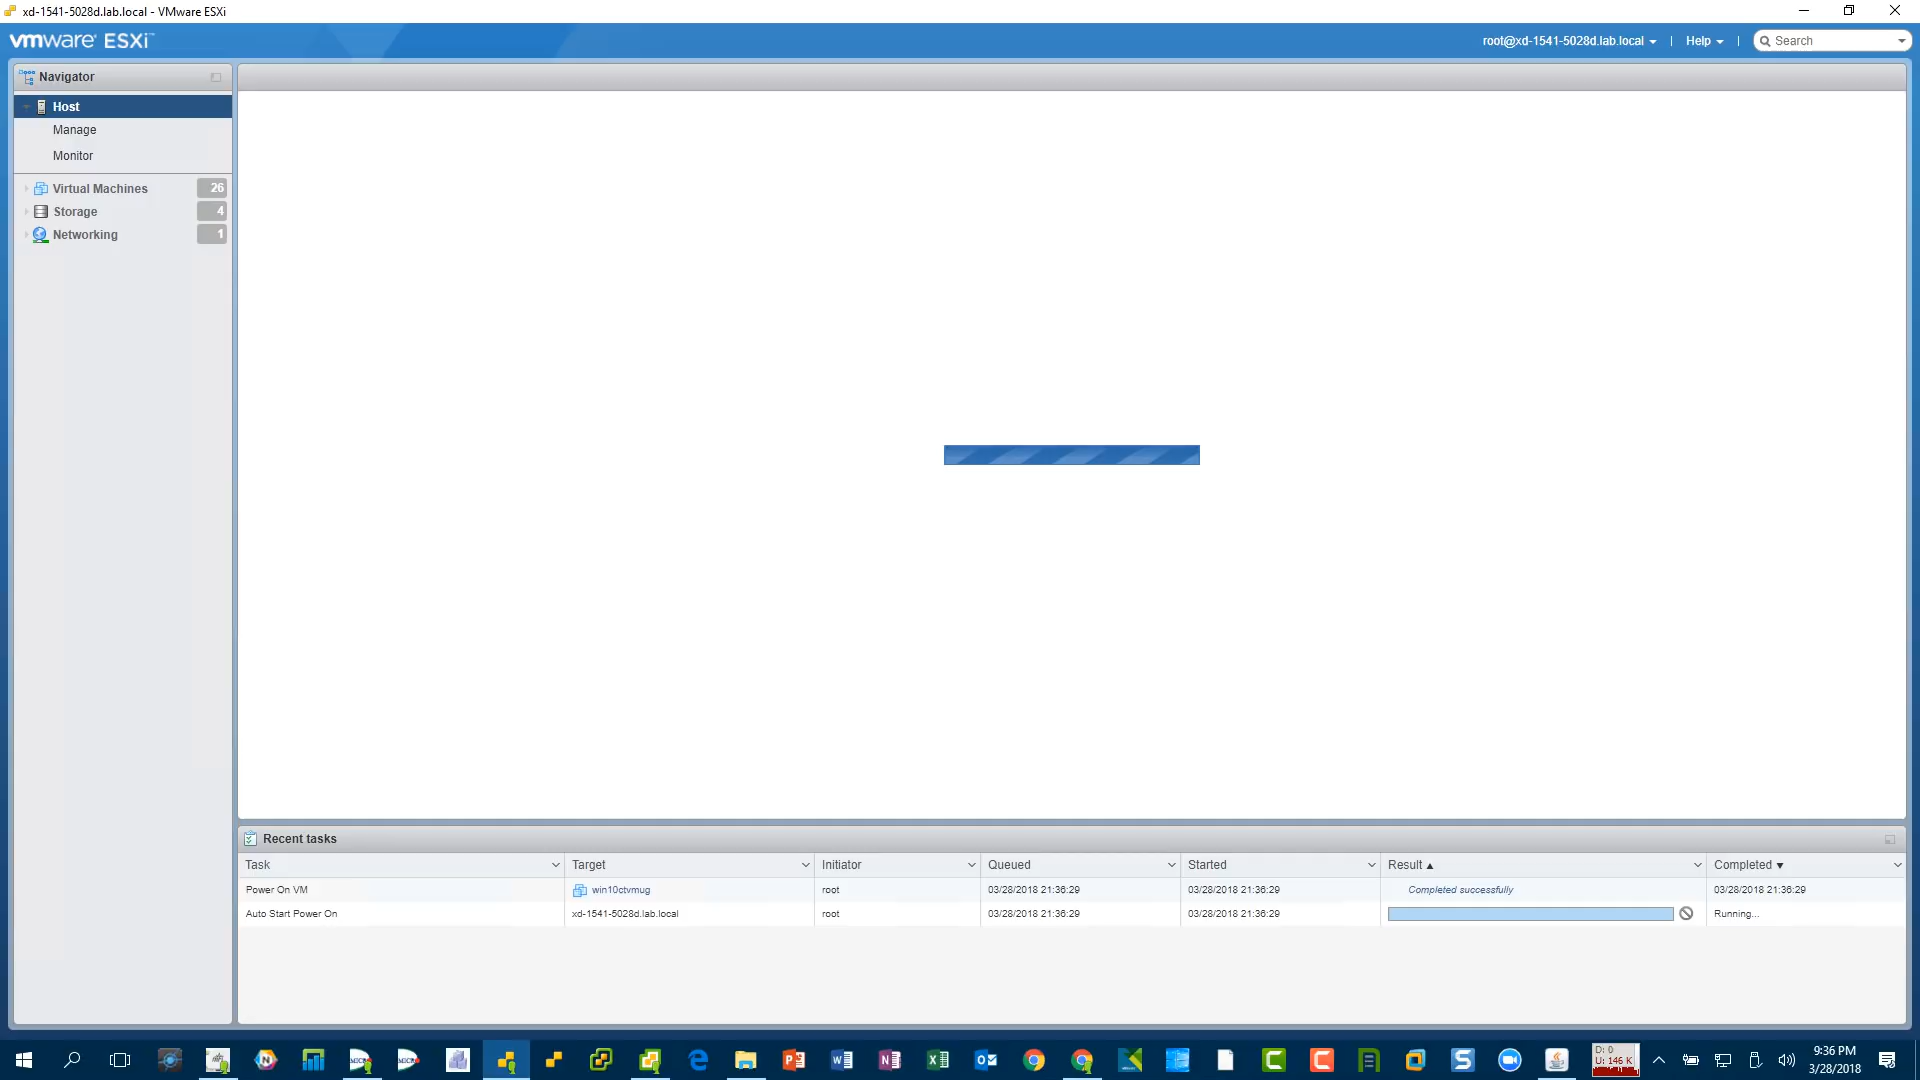 xd-1541-5028d.lab.local - VMware ESXi
vmware ESXi™
root@xd-1541-5028d.lab.local | Help | Search
Navigator
Host
Manage
Monitor
Virtual Machines 26
Storage 4
Networking 1
Recent tasks
Task Target Initiator Queued Started Result Completed
Power On VM win10ctvmug root 03/28/2018 21:36:29 03/28/2018 21:36:29 Completed successfully 03/28/2018 21:36:29
Auto Start Power On xd-1541-5028d.lab.local root 03/28/2018 21:36:29 03/28/2018 21:36:29 Running...
D: 0
U: 146 K
9:36 PM
3/28/2018